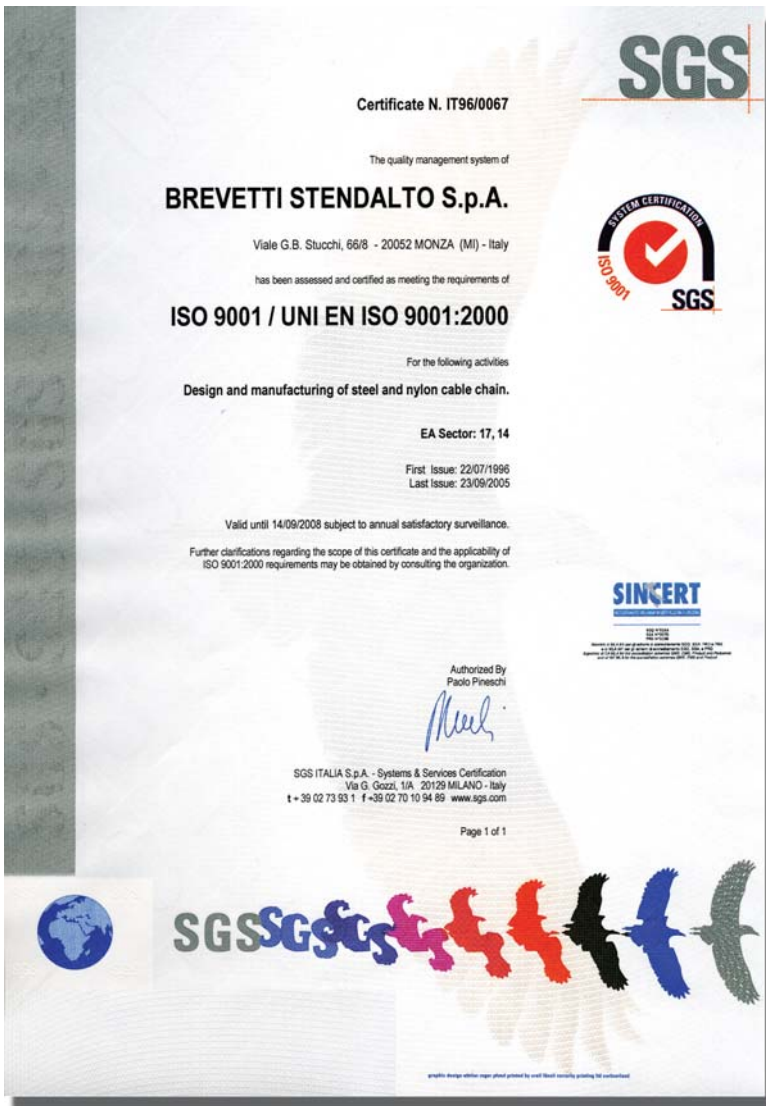 SGS
Certificate N. IT96/0067
The quality management system of
BREVETTI STENDALTO S.p.A.
Viale G.B. Stucchi, 66/8 - 20052 MONZA (MI) - Italy
has been assessed and certified as meeting the requirements of
ISO 9001 / UNI EN ISO 9001:2000
For the following activities
Design and manufacturing of steel and nylon cable chain.
EA Sector: 17, 14
First Issue: 22/07/1996
Last Issue: 23/09/2005
Valid until 14/09/2008 subject to annual satisfactory surveillance.
Further clarifications regarding the scope of this certificate and the applicability of
ISO 9001:2000 requirements may be obtained by consulting the organization.
SYSTEM CERTIFICATION
ISO 9001
SGS
SINCERT
Authorized By
Paolo Pineschi
SGS ITALIA S.p.A. - Systems & Services Certification
Via G. Gozzi, 1/A 20129 MILANO - Italy
t + 39 02 73 93 1 f +39 02 70 10 94 89 www.sgs.com
Page 1 of 1
SGSSGSSGS